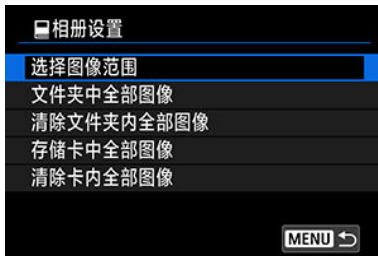 相册设置
选择图像范围
文件夹中全部图像
清除文件夹内全部图像
存储卡中全部图像
清除卡内全部图像
MENU